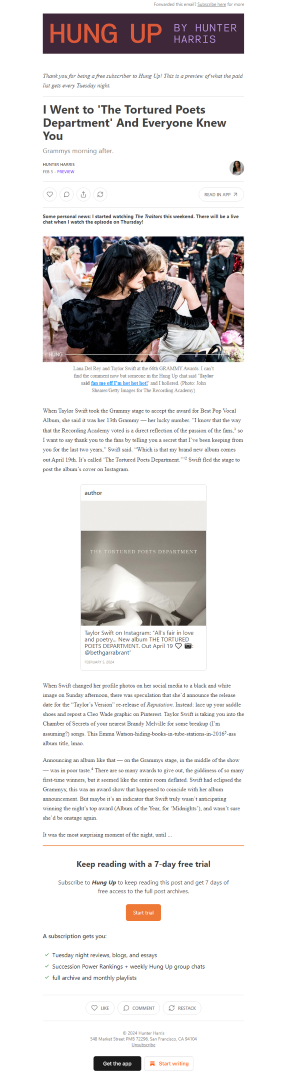 Forwarded this email? Subscribe here for more
HUNG UP
BY HUNTER
HARRIS
Thank you for being a free subscriber to Hung Up! This is a preview of what the paid
list gets every Tuesday night.
I Went to 'The Tortured Poets
Department' And Everyone Knew
You
Grammys morning after.
HUNTER HARRIS
FEB 5 · PREVIEW
READ IN APP
Some personal news: I started watching The Traitors this weekend. There will be a live
chat when I watch the episode on Thursday!
HUNG
Lana Del Rey and Taylor Swift at the 66th GRAMMY Awards. I can't
find the comment now but someone in the Hung Up chat said "Taylor
said fan me off I'm hot hot hot" and I hollered. (Photo: John
Shearer/Getty Images for The Recording Academy)
When Taylor Swift took the Grammy stage to accept the award for Best Pop Vocal
Album, she said it was her 13th Grammy — her lucky number. "I know that the way
that the Recording Academy voted is a direct reflection of the passion of the fans,¹ so
I want to say thank you to the fans by telling you a secret that I've been keeping from
you for the last two years," Swift said. "Which is that my brand new album comes
out April 19th. It's called 'The Tortured Poets Department.'"² Swift fled the stage to
post the album's cover on Instagram.
author
THE TORTURED POETS DEPARTMENT
Taylor Swift on Instagram: "All's fair in love
and poetry... New album THE TORTURED
POETS DEPARTMENT. Out April 19 🤍
@bethgarrabrant"
FEBRUARY 5, 2024
When Swift changed her profile photos on her social media to a black and white
image on Sunday afternoon, there was speculation that she'd announce the release
date for the "Taylor's Version" re-release of Reputation. Instead: lace up your saddle
shoes and repost a Cleo Wade graphic on Pinterest: Taylor Swift is taking you into the
Chamber of Secrets of your nearest Brandy Melville for some breakup (I'm
assuming!) songs. This Emma Watson-hiding-books-in-tube-stations-in-2016³-ass
album title, lmao.
Announcing an album like that — on the Grammys stage, in the middle of the show
— was in poor taste.⁴ There are so many awards to give out, the giddiness of so many
first-time winners, but it seemed like the entire room deflated. Swift had eclipsed the
Grammys; this was an award show that happened to coincide with her album
announcement. But maybe it's an indicator that Swift truly wasn't anticipating
winning the night's top award (Album of the Year, for 'Midnights'), and wasn't sure
she'd be onstage again.
It was the most surprising moment of the night, until ...
Keep reading with a 7-day free trial
Subscribe to Hung Up to keep reading this post and get 7 days of
free access to the full post archives.
Start trial
A subscription gets you:
✓ Tuesday night reviews, blogs, and essays
✓ Succession Power Rankings + weekly Hung Up group chats
✓ full archive and monthly playlists
LIKE
COMMENT
RESTACK
© 2024 Hunter Harris
548 Market Street PMB 72296, San Francisco, CA 94104
Unsubscribe
Get the app
Start writing